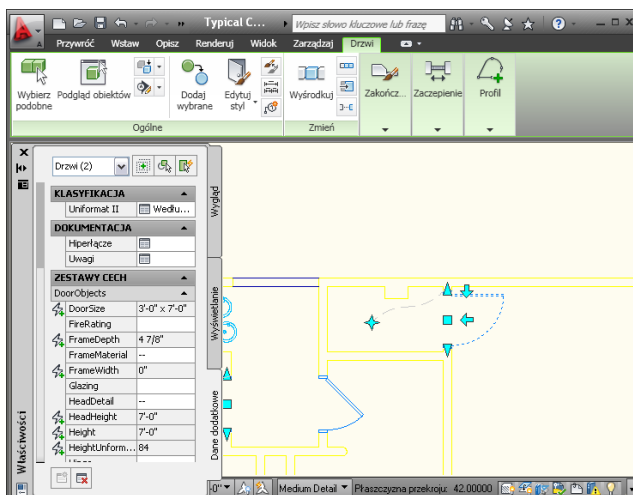 Typical C...
Wpisz słowo kluczowe lub frazę
Przywróć Wstaw Opisz Renderuj Widok Zarządzaj Drzwi
Wybierz podobne
Podgląd obiektów
Dodaj wybrane
Edytuj styl
Wyśrodkuj
Zakończ...
Zaczepienie
Profil
Ogólne
Zmień
Drzwi (2)
KLASYFIKACJA
Uniformat II Wedłu...
DOKUMENTACJA
Hiperłącze
Uwagi
ZESTAWY CECH
DoorObjects
DoorSize 3'-0" x 7'-0"
FireRating
FrameDepth 4 7/8"
FrameMaterial --
FrameWidth 0"
Glazing
HeadDetail --
HeadHeight 7'-0"
Height 7'-0"
HeightUniform... 84
Właściwości
Wygląd
Wyświetlanie
Dane dodatkowe
-0" Medium Detail Płaszczyzna przekroju: 42.00000